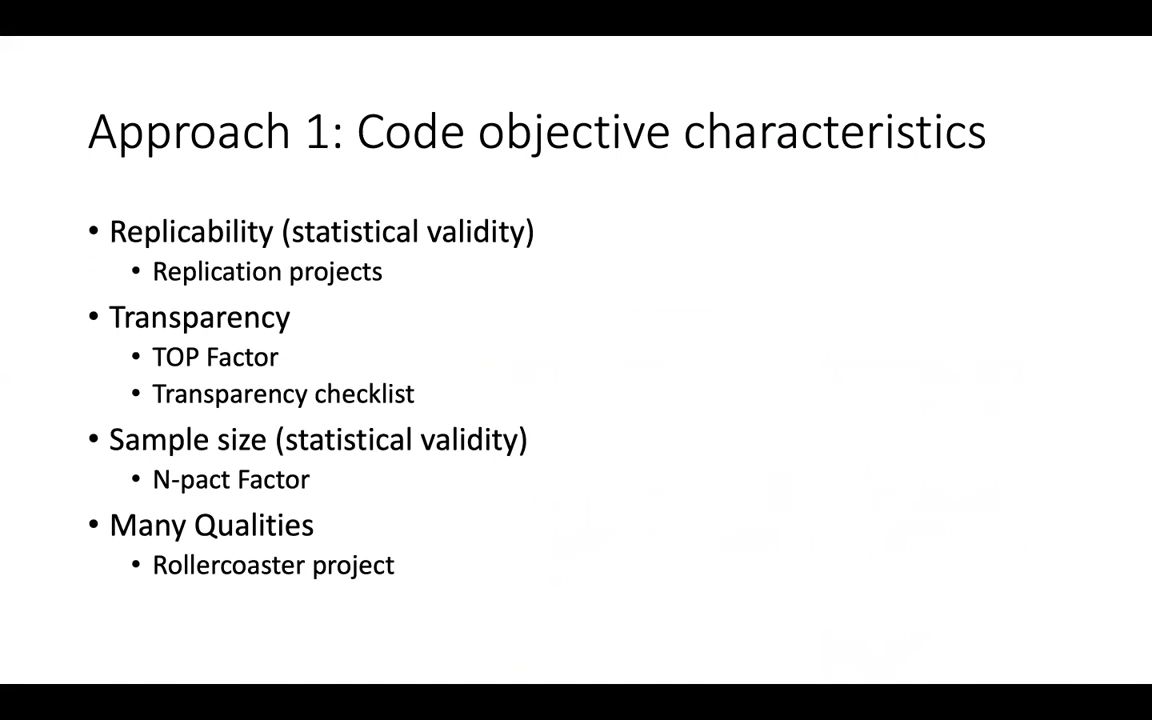 Approach 1: Code objective characteristics
• Replicability (statistical validity)
• Replication projects
• Transparency
• TOP Factor
• Transparency checklist
• Sample size (statistical validity)
• N-pact Factor
• Many Qualities
• Rollercoaster project